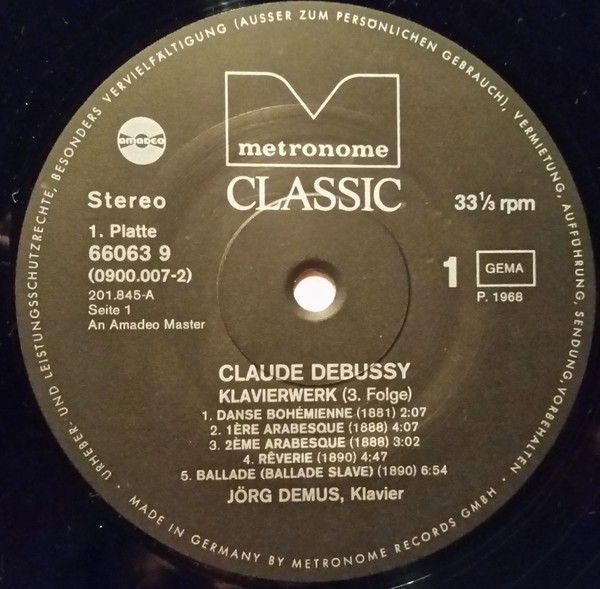 URHEBER- UND LEISTUNGSSCHUTZRECHTE, BESONDERS VERVIELFÄLTIGUNG (AUSSER ZUM PERSÖNLICHEN GEBRAUCH), VERMIETUNG, AUFFÜHRUNG, SENDUNG, VORBEHALTEN
amadeo
metronome
CLASSIC
Stereo
33 1/3 rpm
1. Platte
66063 9
(0900.007-2)
201.845-A
Seite 1
An Amadeo Master
1
GEMA
P. 1968
CLAUDE DEBUSSY
KLAVIERWERK (3. Folge)
1. DANSE BOHÉMIENNE (1881) 2:07
2. 1ÈRE ARABESQUE (1888) 4:07
3. 2ÈME ARABESQUE (1888) 3:02
4. RÊVERIE (1890) 4:47
5. BALLADE (BALLADE SLAVE) (1890) 6:54
JÖRG DEMUS, Klavier
· MADE IN GERMANY BY METRONOME RECORDS GMBH ·